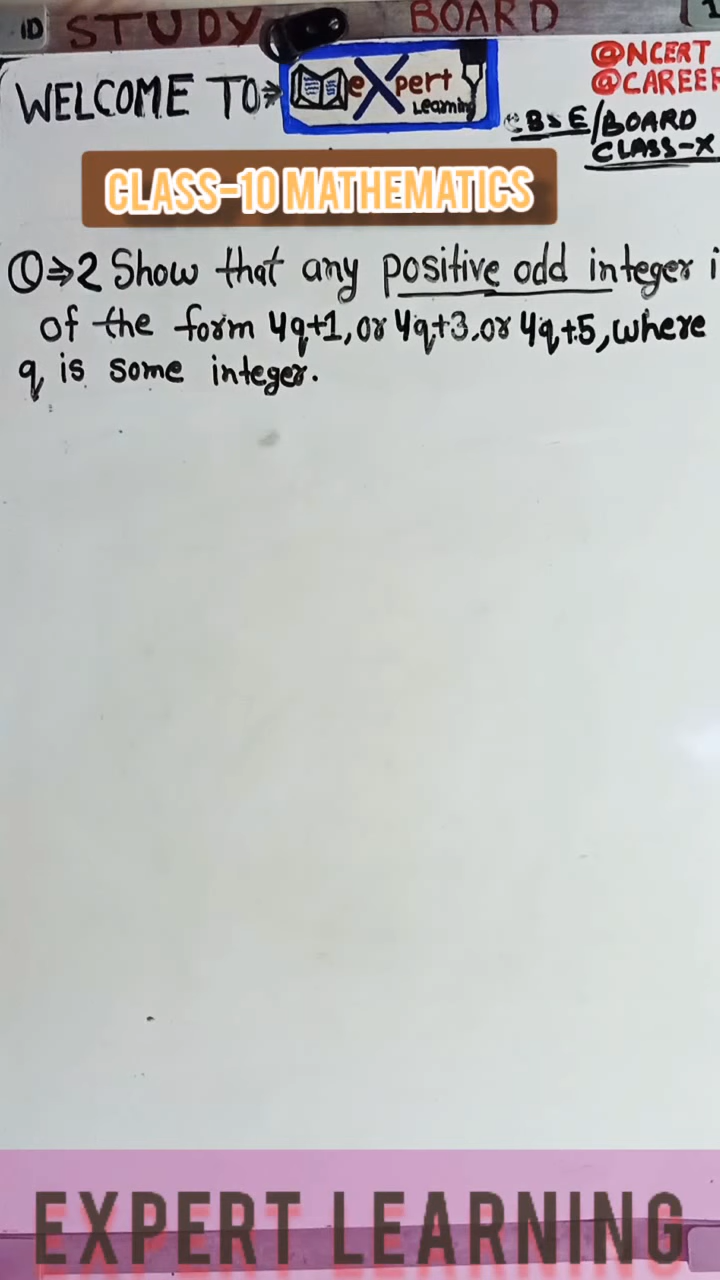 ID STUDY BOARD
WELCOME TO⇒ eXpert Learning
@NCERT
@CAREER
CBSE/BOARD
CLASS-X
CLASS-10 MATHEMATICS
Q⇒2 Show that any positive odd integer i
of the form 4q+1, or 4q+3, or 4q+5, where
q is some integer.
EXPERT LEARNING